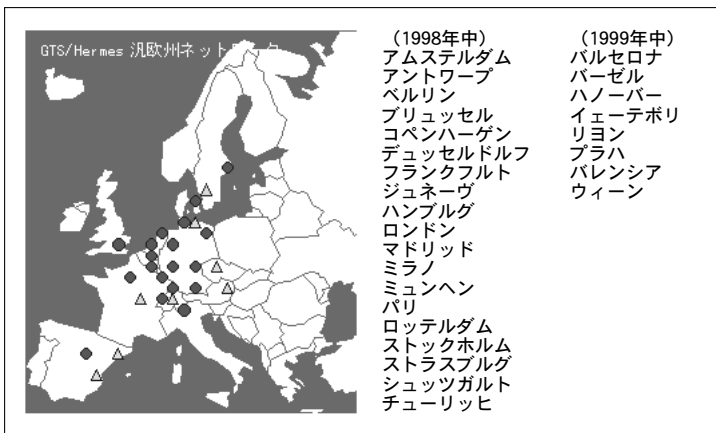 GTS/Hermes 汎欧州ネットワーク
(1998年中)
アムステルダム
アントワープ
ベルリン
ブリュッセル
コペンハーゲン
デュッセルドルフ
フランクフルト
ジュネーヴ
ハンブルグ
ロンドン
マドリッド
ミラノ
ミュンヘン
パリ
ロッテルダム
ストックホルム
ストラスブルグ
シュッツガルト
チューリッヒ
(1999年中)
バルセロナ
バーゼル
ハノーバー
イェーテボリ
リヨン
プラハ
バレンシア
ウィーン